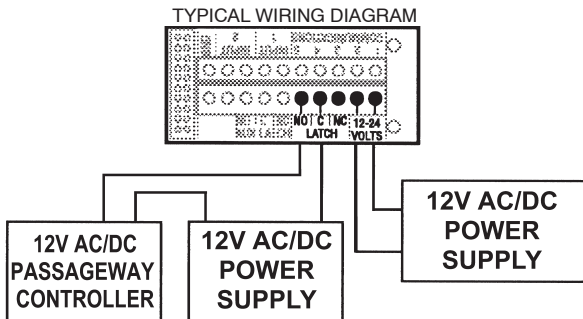 TYPICAL WIRING DIAGRAM
NO C NC 12-24
LATCH VOLTS
12V AC/DC
PASSAGEWAY
CONTROLLER
12V AC/DC
POWER
SUPPLY
12V AC/DC
POWER
SUPPLY